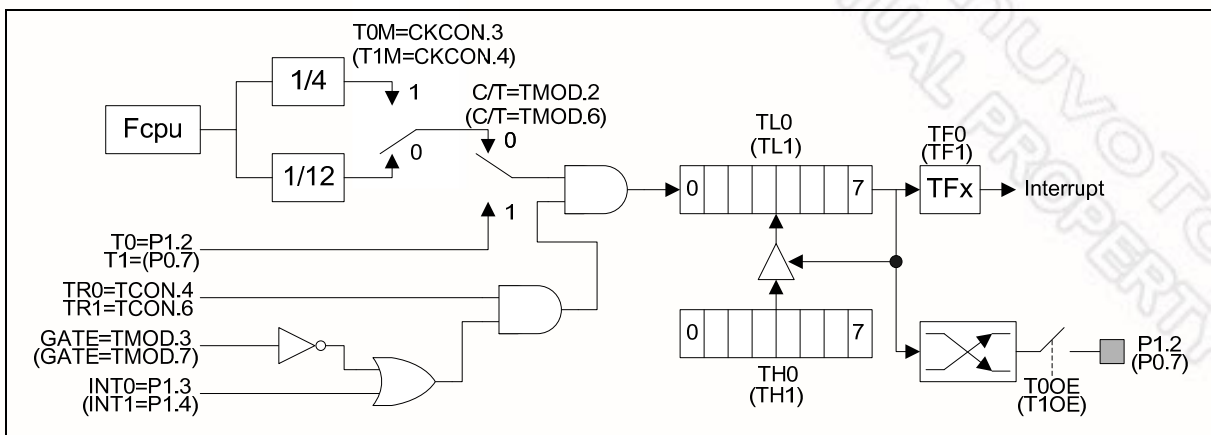 T0M=CKCON.3
(T1M=CKCON.4)
1/4
1
C/T=TMOD.2
(C/T=TMOD.6)
Fcpu
0
0
1/12
1
T0=P1.2
T1=(P0.7)
TR0=TCON.4
TR1=TCON.6
GATE=TMOD.3
(GATE=TMOD.7)
INT0=P1.3
(INT1=P1.4)
TL0
(TL1)
0
7
TF0
(TF1)
TFx
Interrupt
0
7
TH0
(TH1)
P1.2
(P0.7)
T0OE
(T1OE)